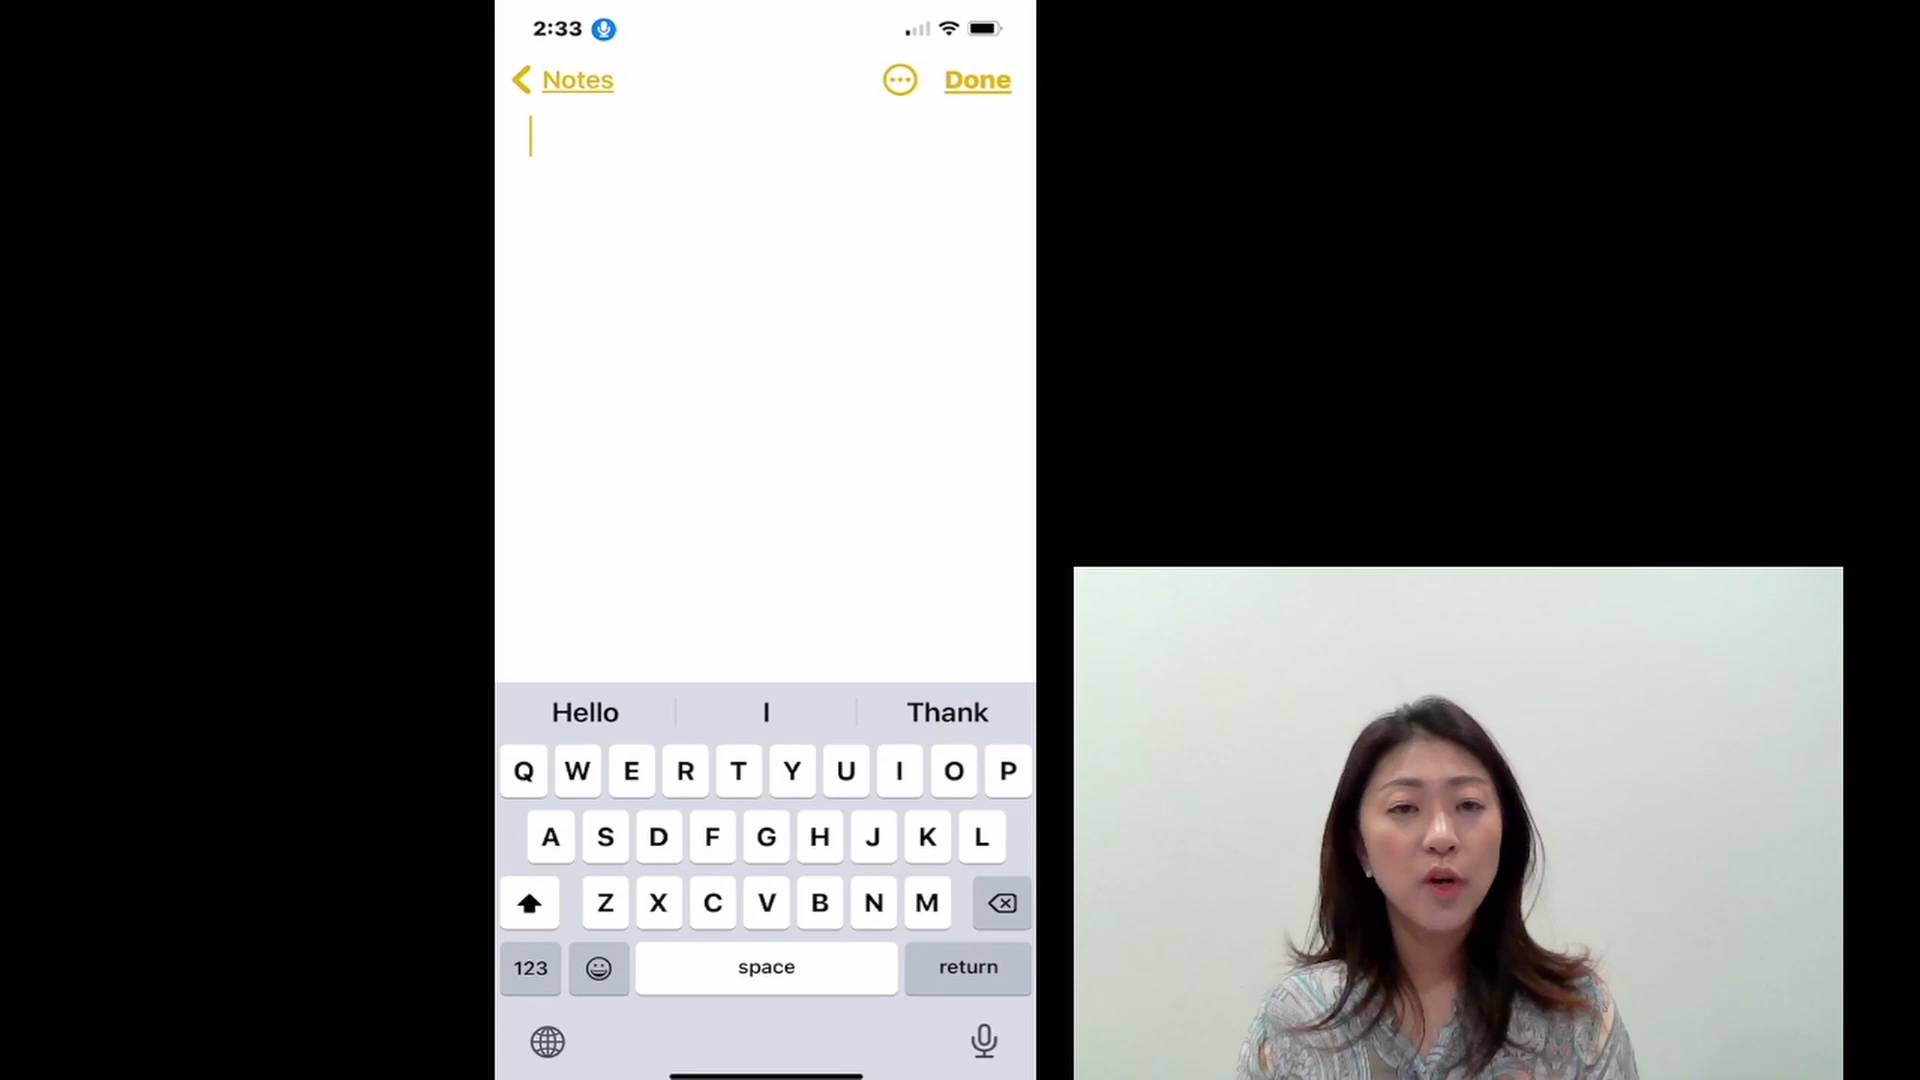 2:33
Notes
Done
Hello I Thank
Q W E R T Y U I O P
A S D F G H J K L
Z X C V B N M
123 space return